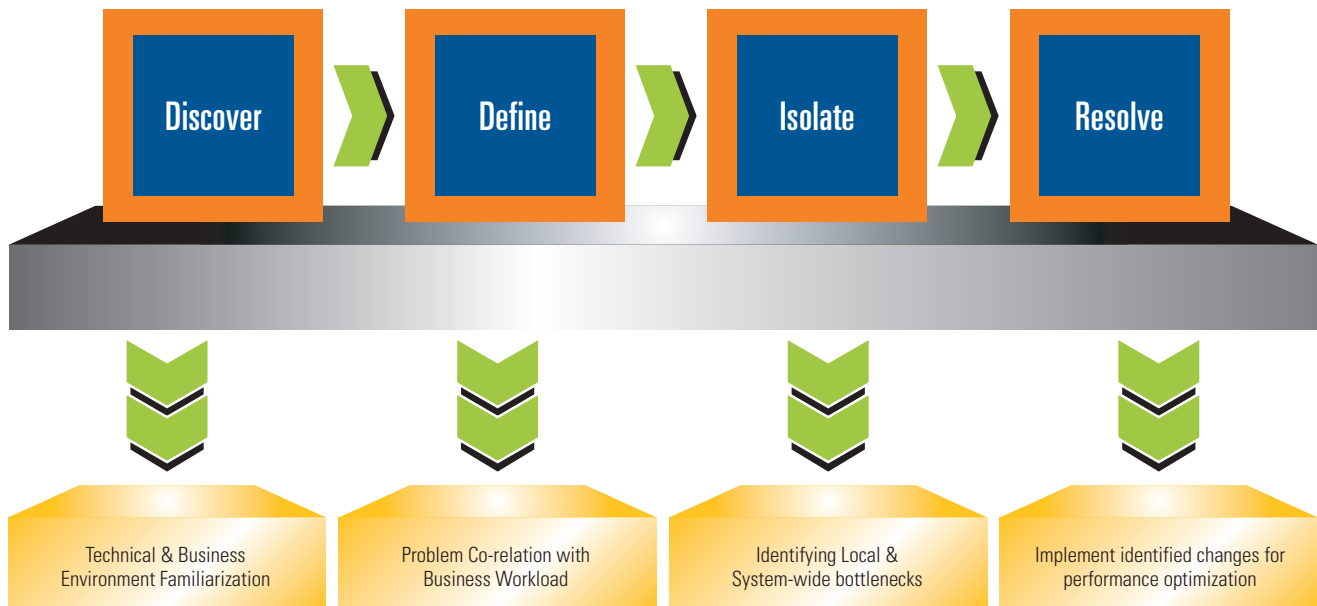 Discover
Define
Isolate
Resolve
Technical & Business
Environment Familiarization
Problem Co-relation with
Business Workload
Identifying Local &
System-wide bottlenecks
Implement identified changes for
performance optimization